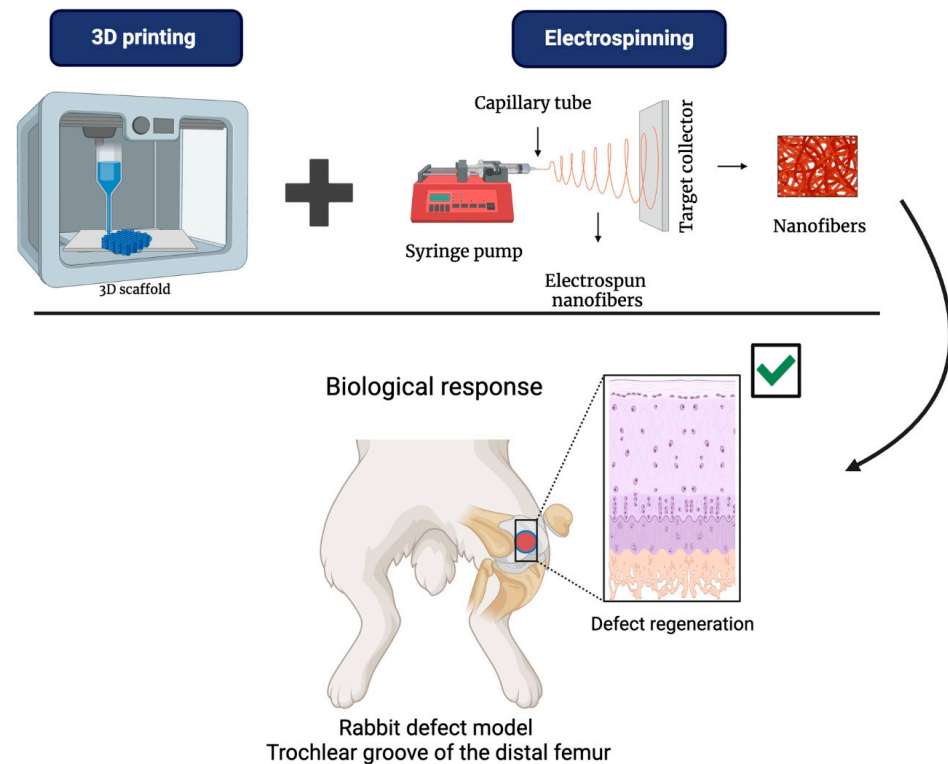 3D printing
Electrospinning
Capillary tube
Target collector
Syringe pump
Nanofibers
3D scaffold
Electrospun
nanofibers
Biological response
Defect regeneration
Rabbit defect model
Trochlear groove of the distal femur